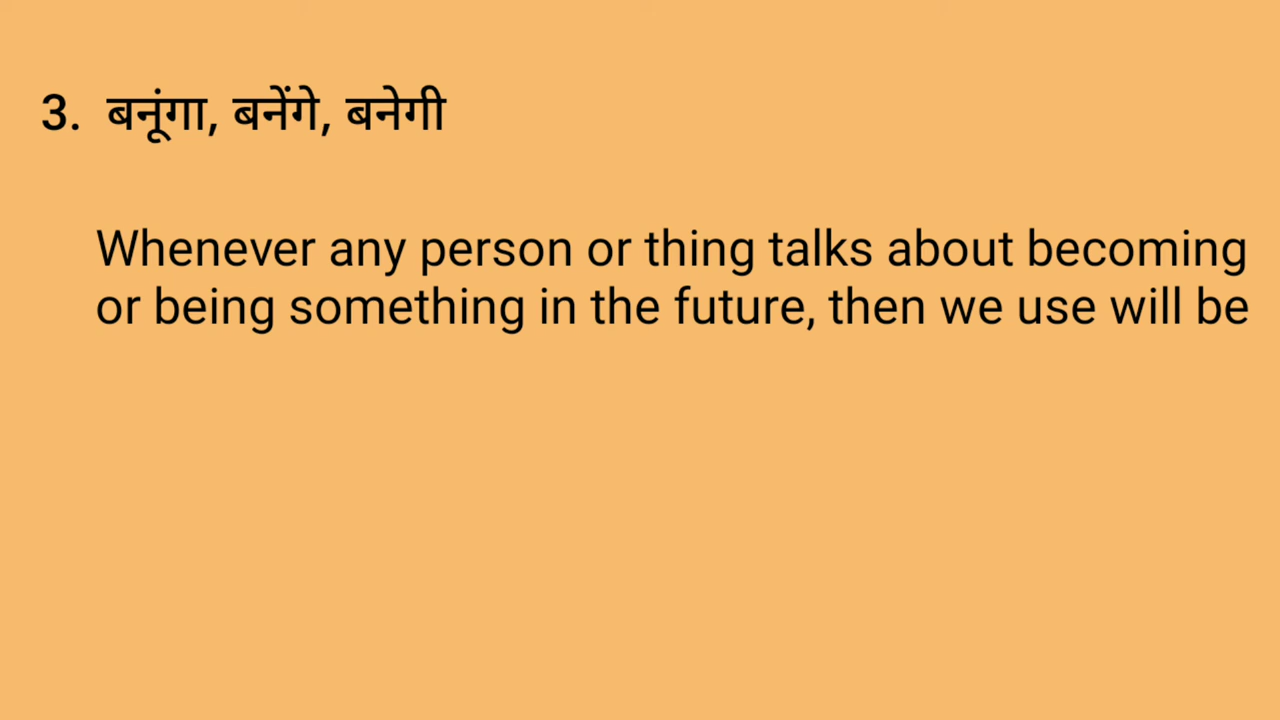 3. बनूंगा, बनेंगे, बनेगी
Whenever any person or thing talks about becoming
or being something in the future, then we use will be